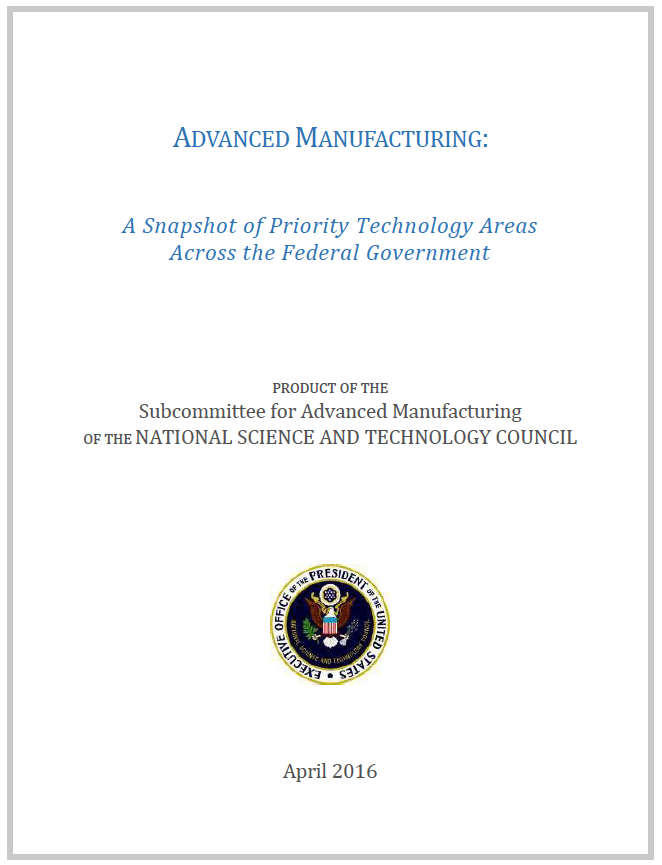 ADVANCED MANUFACTURING:
A Snapshot of Priority Technology Areas
Across the Federal Government
PRODUCT OF THE
Subcommittee for Advanced Manufacturing
OF THE NATIONAL SCIENCE AND TECHNOLOGY COUNCIL
EXECUTIVE OFFICE OF THE PRESIDENT OF THE UNITED STATES
NATIONAL SCIENCE AND TECHNOLOGY COUNCIL
April 2016